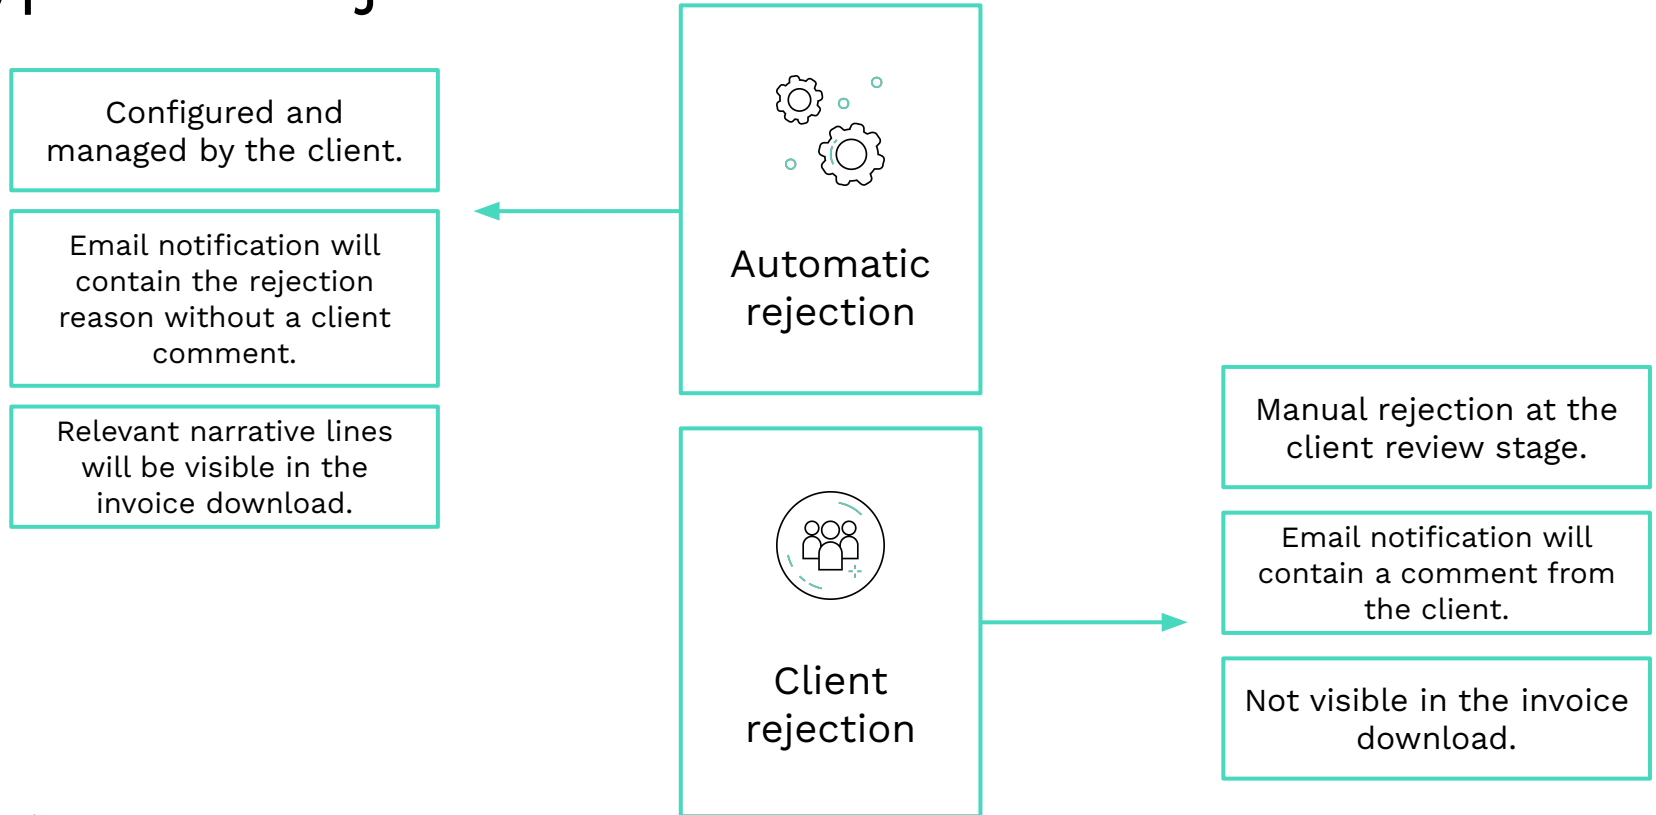 Configured and
managed by the client.
Email notification will
contain the rejection
reason without a client
comment.
Relevant narrative lines
will be visible in the
invoice download.
Automatic
rejection
Client
rejection
Manual rejection at the
client review stage.
Email notification will
contain a comment from
the client.
Not visible in the invoice
download.